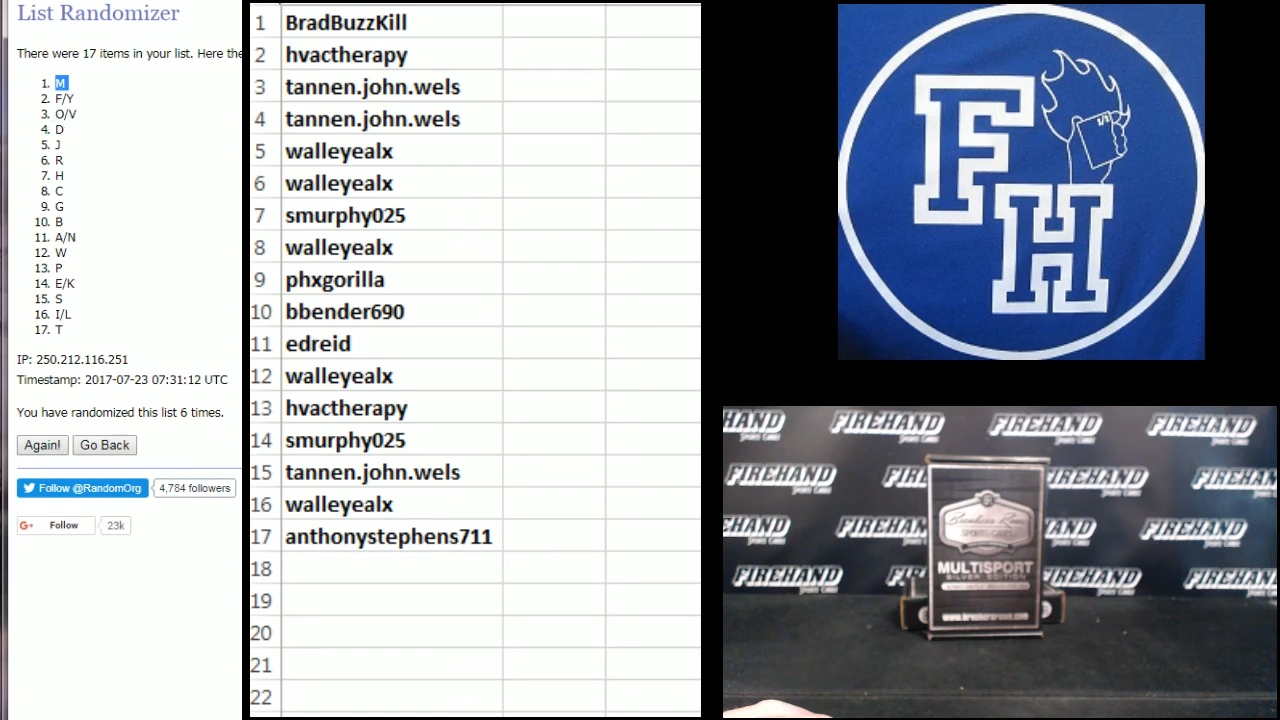 List Randomizer
There were 17 items in your list. Here the
1. M
2. F/Y
3. O/V
4. D
5. J
6. R
7. H
8. C
9. G
10. B
11. A/N
12. W
13. P
14. E/K
15. S
16. I/L
17. T
IP: 250.212.116.251
Timestamp: 2017-07-23 07:31:12 UTC
You have randomized this list 6 times.
Again! Go Back
Follow @RandomOrg 4,784 followers
G+ Follow 23k
1 BradBuzzKill
2 hvactherapy
3 tannen.john.wels
4 tannen.john.wels
5 walleyealx
6 walleyealx
7 smurphy025
8 walleyealx
9 phxgorilla
10 bbender690
11 edreid
12 walleyealx
13 hvactherapy
14 smurphy025
15 tannen.john.wels
16 walleyealx
17 anthonystephens711
18
19
20
21
22
FH
1/1
FIREHAND
SPORTS CARDS
MULTISPORT
SILVER EDITION